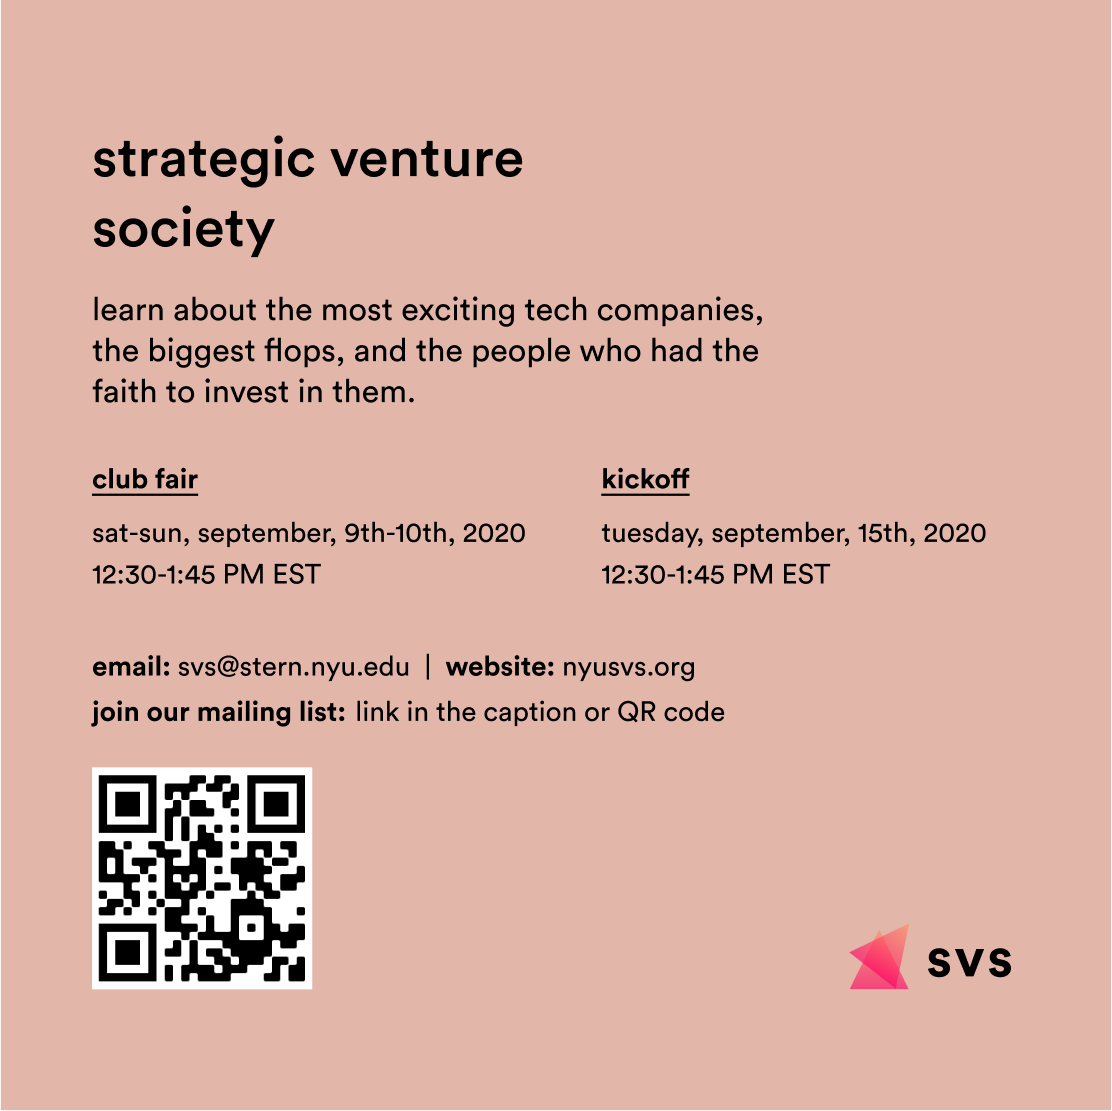 strategic venture
society
learn about the most exciting tech companies,
the biggest flops, and the people who had the
faith to invest in them.
club fair
sat-sun, september, 9th-10th, 2020
12:30-1:45 PM EST
kickoff
tuesday, september, 15th, 2020
12:30-1:45 PM EST
email: svs@stern.nyu.edu | website: nyusvs.org
join our mailing list: link in the caption or QR code
svs